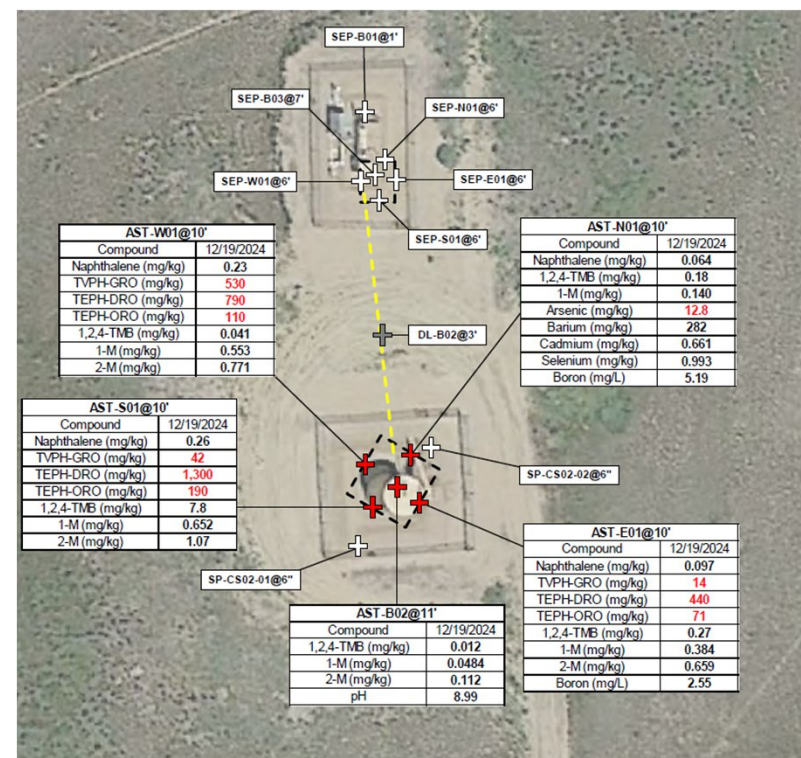 SEP-B01@1'
SEP-B03@7'
SEP-N01@6'
SEP-W01@6'
SEP-E01@6'
SEP-S01@6'
AST-W01@10'
Compound 12/19/2024
Naphthalene (mg/kg) 0.23
TVPH-GRO (mg/kg) 530
TEPH-DRO (mg/kg) 790
TEPH-ORO (mg/kg) 110
1,2,4-TMB (mg/kg) 0.041
1-M (mg/kg) 0.553
2-M (mg/kg) 0.771
AST-N01@10'
Compound 12/19/2024
Naphthalene (mg/kg) 0.064
1,2,4-TMB (mg/kg) 0.18
1-M (mg/kg) 0.140
Arsenic (mg/kg) 12.8
Barium (mg/kg) 282
Cadmium (mg/kg) 0.661
Selenium (mg/kg) 0.993
Boron (mg/L) 5.19
DL-B02@3'
AST-S01@10'
Compound 12/19/2024
Naphthalene (mg/kg) 0.26
TVPH-GRO (mg/kg) 42
TEPH-DRO (mg/kg) 1,300
TEPH-ORO (mg/kg) 190
1,2,4-TMB (mg/kg) 7.8
1-M (mg/kg) 0.652
2-M (mg/kg) 1.07
SP-CS02-02@6"
SP-CS02-01@6"
AST-E01@10'
Compound 12/19/2024
Naphthalene (mg/kg) 0.097
TVPH-GRO (mg/kg) 14
TEPH-DRO (mg/kg) 440
TEPH-ORO (mg/kg) 71
1,2,4-TMB (mg/kg) 0.27
1-M (mg/kg) 0.384
2-M (mg/kg) 0.659
Boron (mg/L) 2.55
AST-B02@11'
Compound 12/19/2024
1,2,4-TMB (mg/kg) 0.012
1-M (mg/kg) 0.0484
2-M (mg/kg) 0.112
pH 8.99